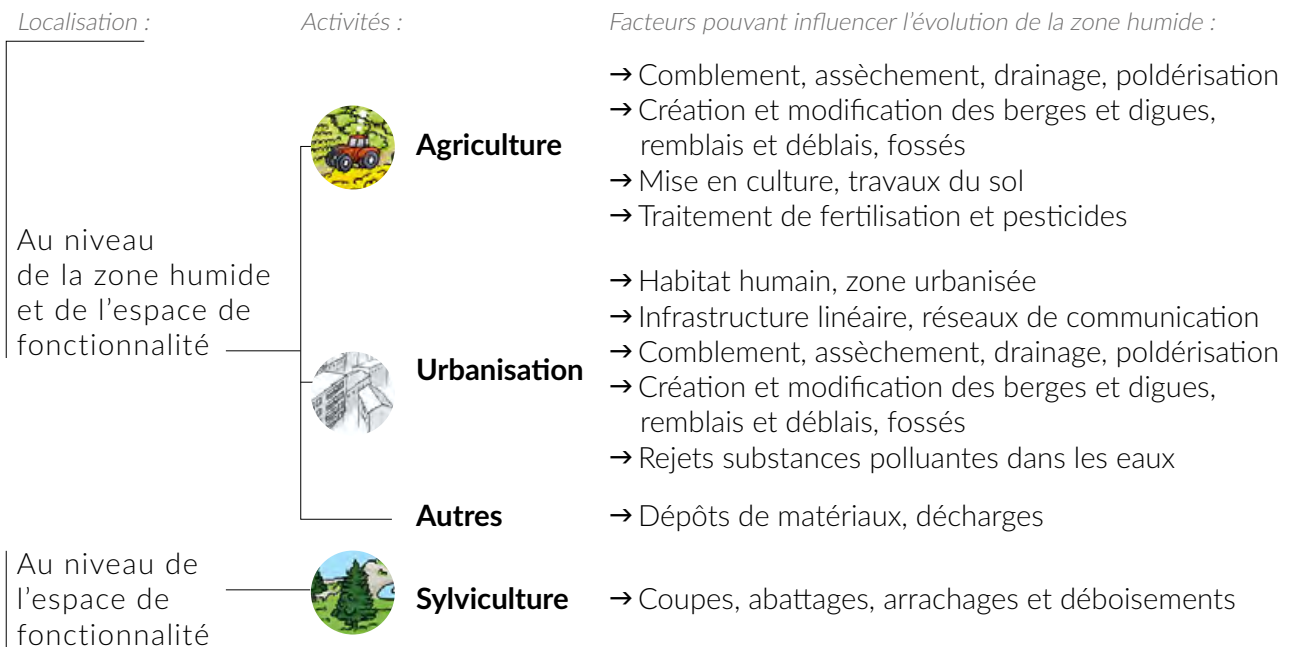 Localisation :
Activités :
Facteurs pouvant influencer l'évolution de la zone humide :
Au niveau
de la zone humide
et de l'espace de
fonctionnalité
Agriculture
→ Comblement, assèchement, drainage, poldérisation
→ Création et modification des berges et digues,
remblais et déblais, fossés
→ Mise en culture, travaux du sol
→ Traitement de fertilisation et pesticides
Urbanisation
→ Habitat humain, zone urbanisée
→ Infrastructure linéaire, réseaux de communication
→ Comblement, assèchement, drainage, poldérisation
→ Création et modification des berges et digues,
remblais et déblais, fossés
→ Rejets substances polluantes dans les eaux
Autres
→ Dépôts de matériaux, décharges
Au niveau de
l'espace de
fonctionnalité
Sylviculture
→ Coupes, abattages, arrachages et déboisements